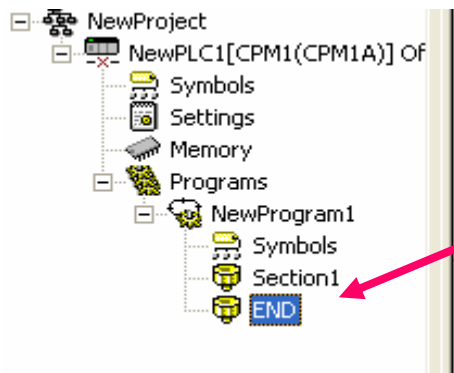 NewProject
NewPLC1[CPM1(CPM1A)] Of
Symbols
Settings
Memory
Programs
NewProgram1
Symbols
Section1
END